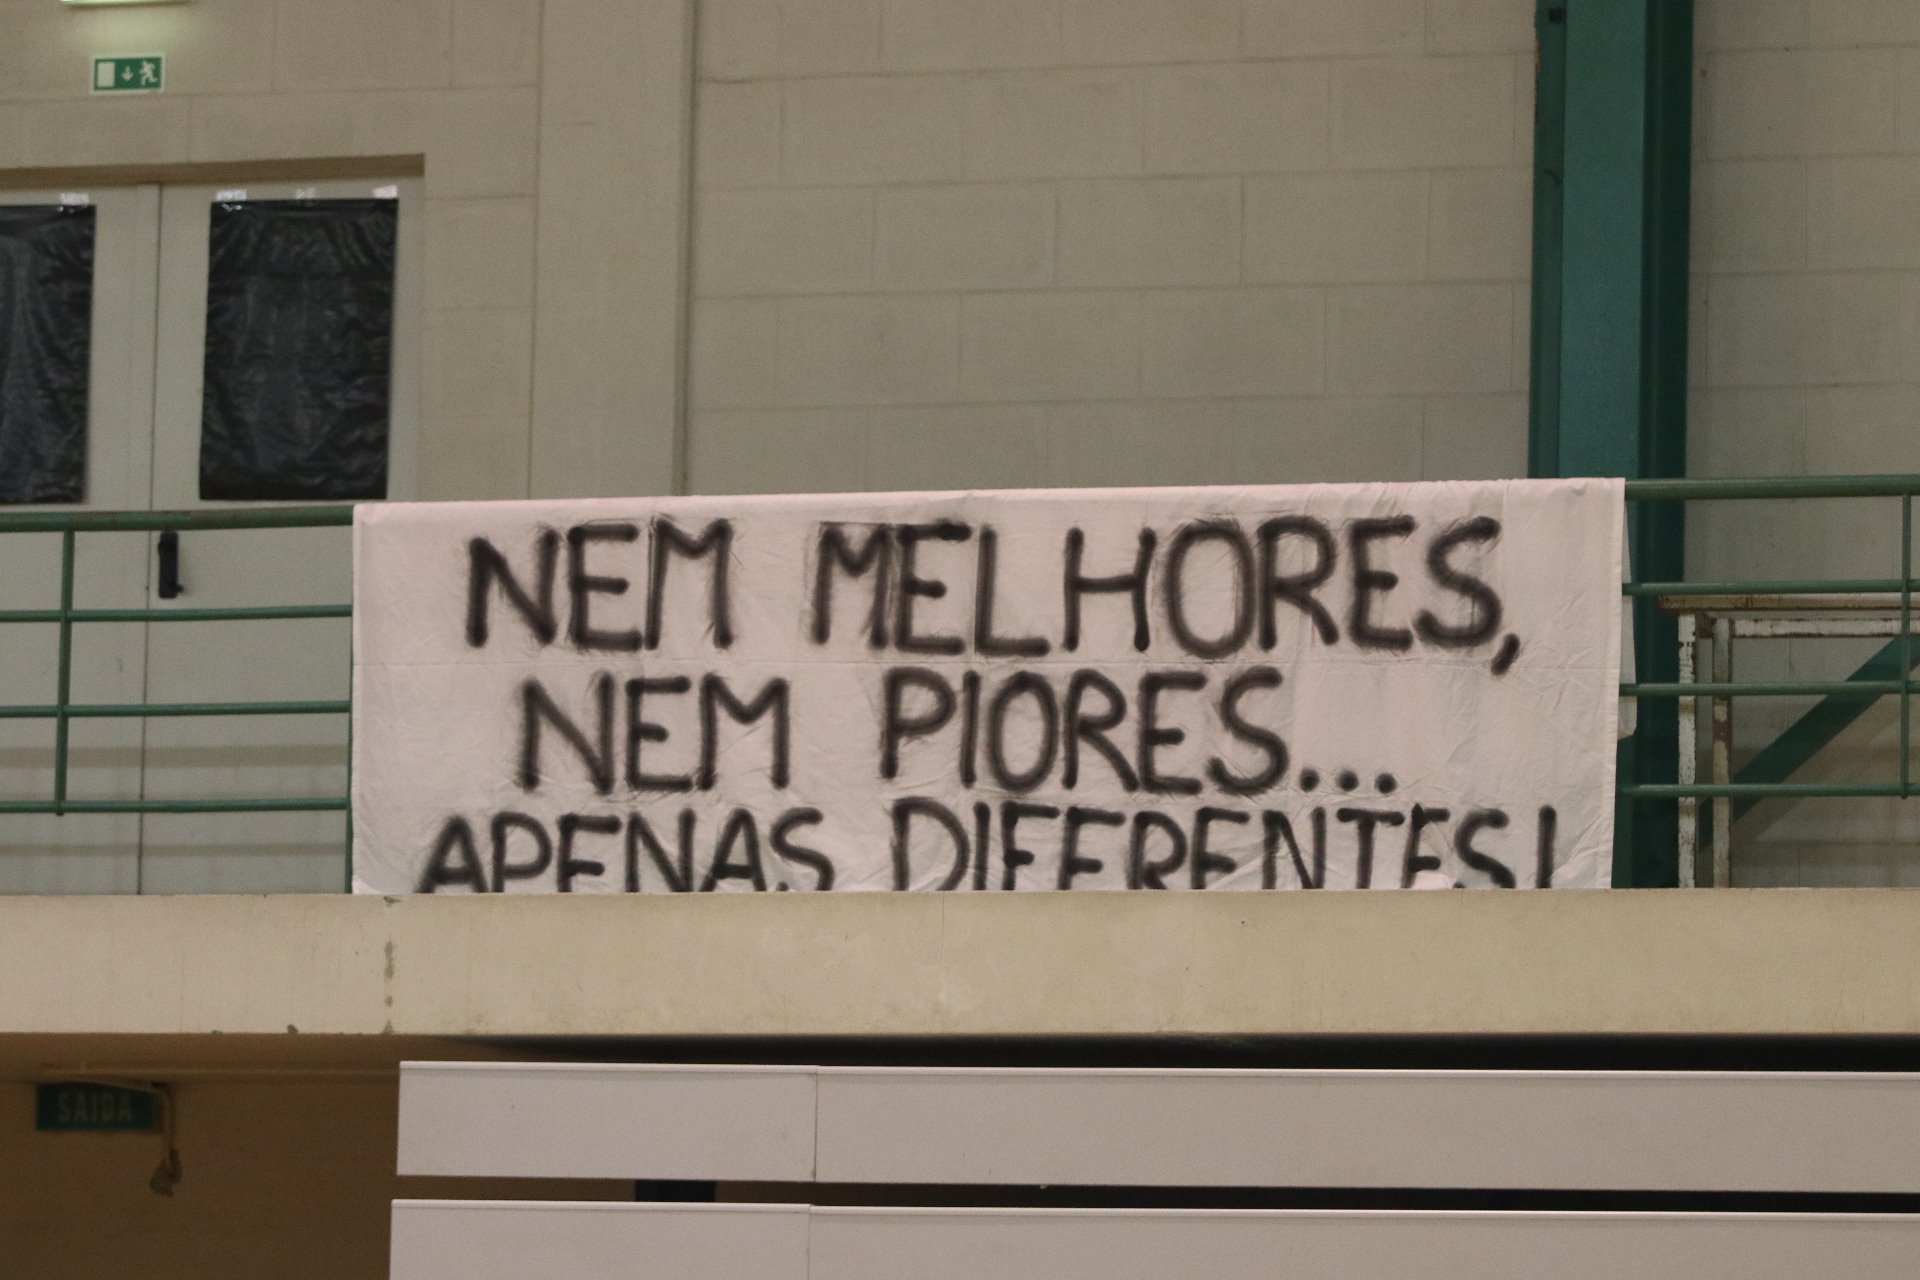 NEM MELHORES,
NEM PIORES...
APENAS DIFERENTES!
SAIDA